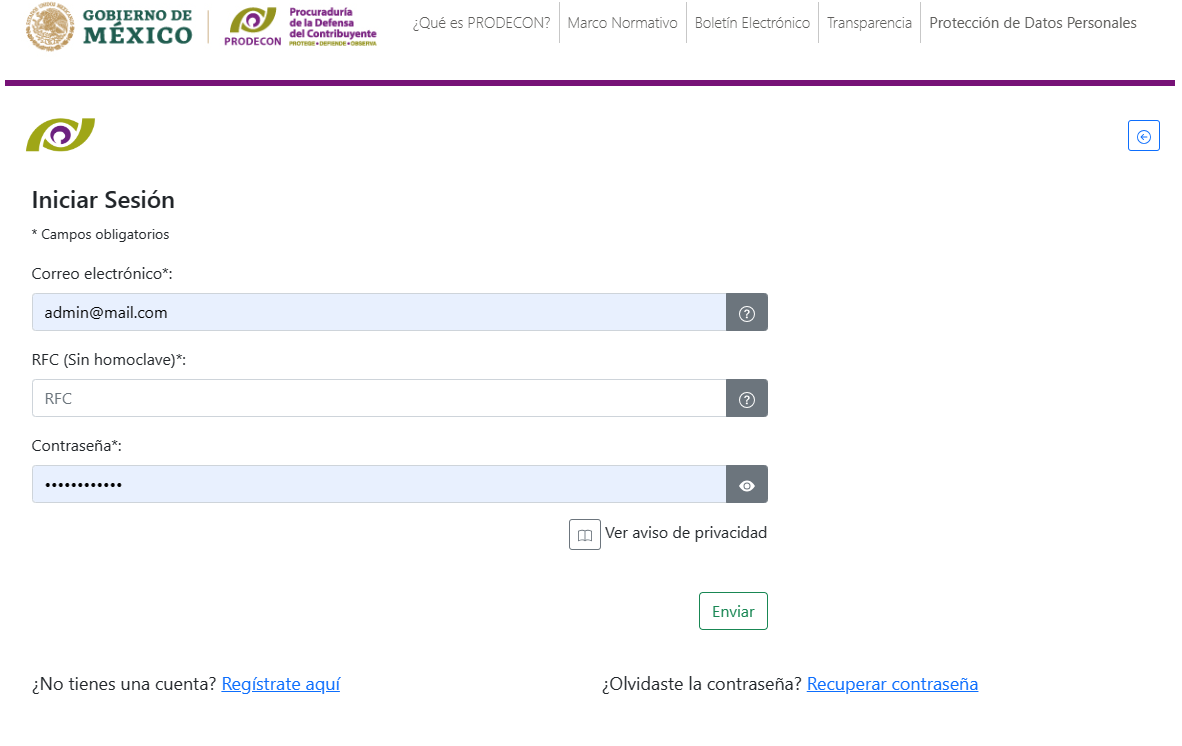 GOBIERNO DE
MÉXICO
Procuraduría
de la Defensa
del Contribuyente
PRODECON
PROTEGE • DEFIENDE • OBSERVA
¿Qué es PRODECON?
Marco Normativo
Boletín Electrónico
Transparencia
Protección de Datos Personales
Iniciar Sesión
* Campos obligatorios
Correo electrónico*:
admin@mail.com
RFC (Sin homoclave)*:
RFC
Contraseña*:
••••••••••••
Ver aviso de privacidad
Enviar
¿No tienes una cuenta? Regístrate aquí
¿Olvidaste la contraseña? Recuperar contraseña